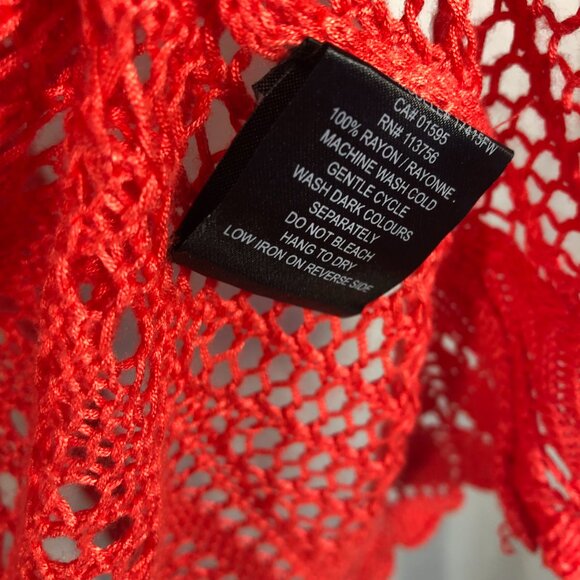 CA# 01595
RN# 113756
100% RAYON / RAYONNE.
MACHINE WASH COLD
GENTLE CYCLE
WASH DARK COLOURS
SEPARATELY
DO NOT BLEACH
HANG TO DRY
LOW IRON ON REVERSE SIDE